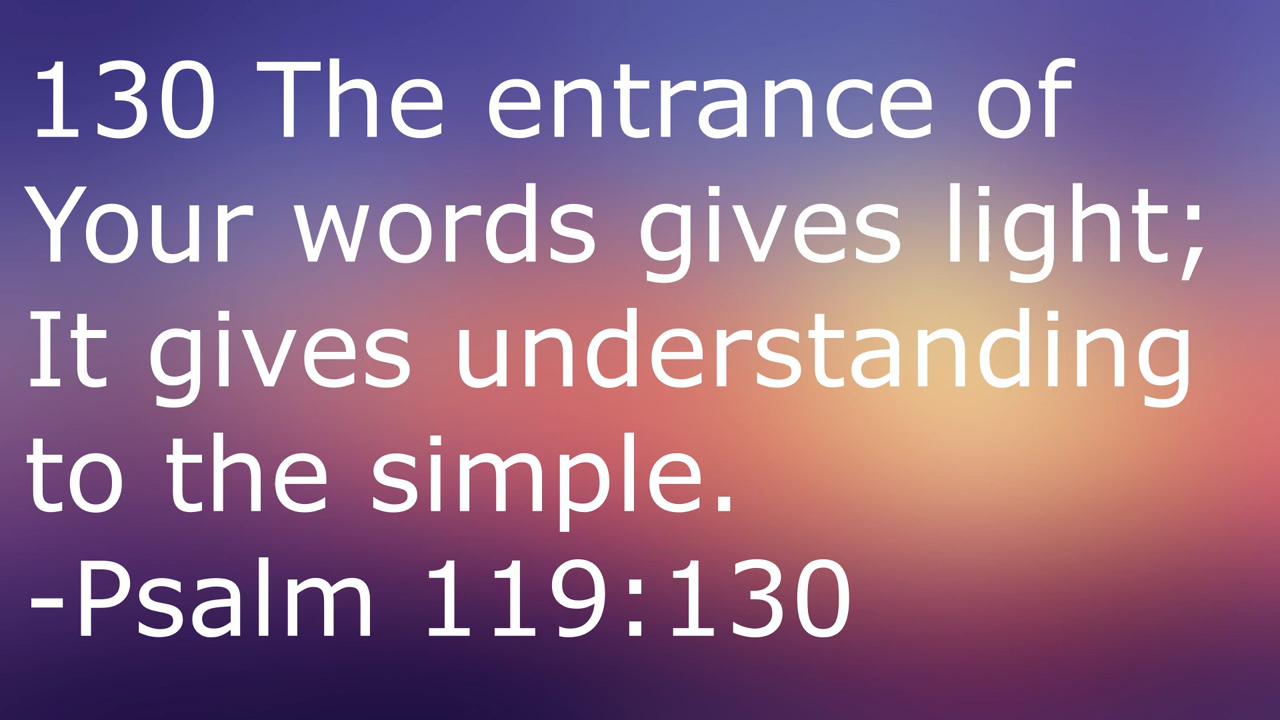 130 The entrance of
Your words gives light;
It gives understanding
to the simple.
-Psalm 119:130